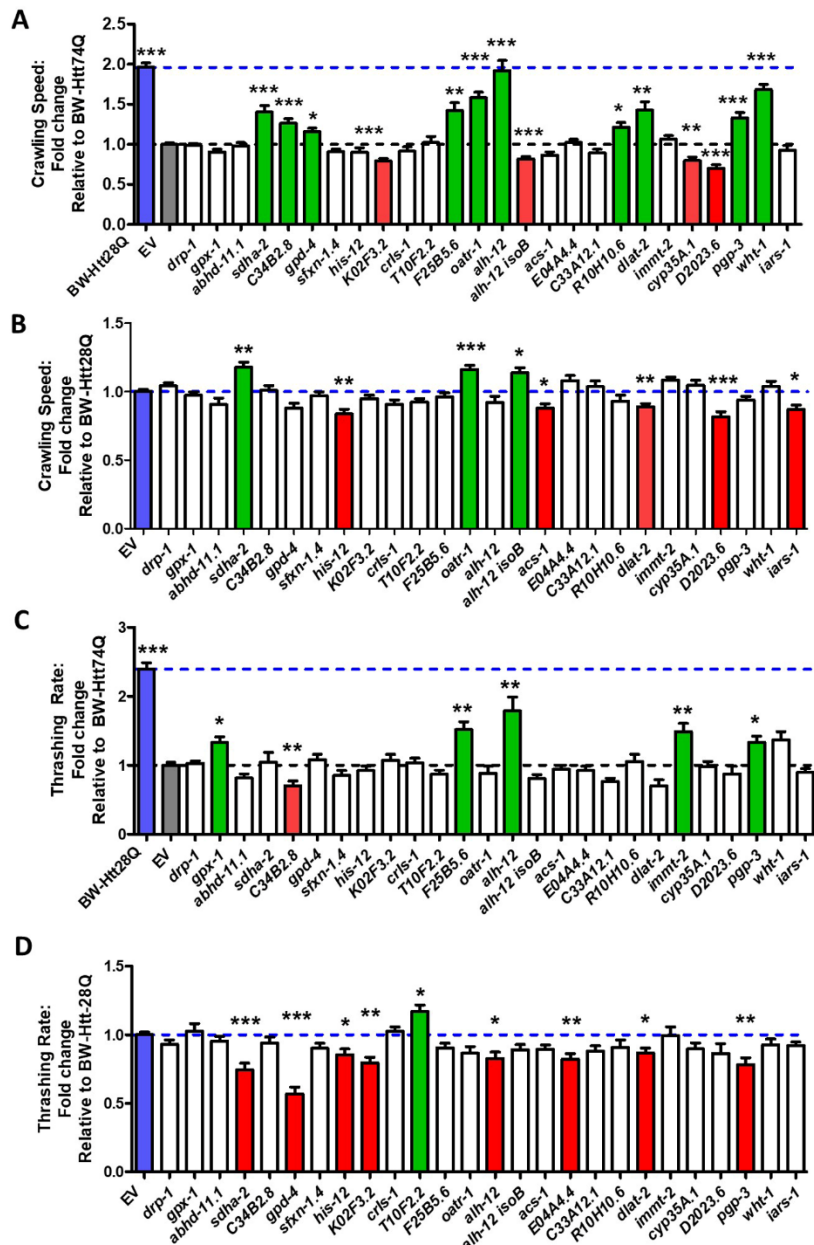 A
Crawling Speed:
Fold change
Relative to BW-Htt74Q
2.5
2.0
1.5
1.0
0.5
0.0
*** *** *** * *** ** *** *** *** * ** ** *** *** ***
BW-Htt28Q
EV
drp-1
gpx-1
abhd-11.1
sdha-2
C34B2.8
gpd-4
sfxn-1.4
his-12
K02F3.2
crls-1
T10F2.2
F25B5.6
oatr-1
alh-12
alh-12 isoB
acs-1
E04A4.4
C33A12.1
R10H10.6
dlat-2
immt-2
cyp35A.1
D2023.6
pgp-3
wht-1
iars-1
B
Crawling Speed:
Fold change
Relative to BW-Htt28Q
1.5
1.0
0.5
0.0
** ** *** * * ** *** *
EV
drp-1
gpx-1
abhd-11.1
sdha-2
C34B2.8
gpd-4
sfxn-1.4
his-12
K02F3.2
crls-1
T10F2.2
F25B5.6
oatr-1
alh-12
alh-12 isoB
acs-1
E04A4.4
C33A12.1
R10H10.6
dlat-2
immt-2
cyp35A.1
D2023.6
pgp-3
wht-1
iars-1
C
Thrashing Rate:
Fold change
Relative to BW-Htt74Q
3
2
1
0
*** * ** ** ** ** *
BW-Htt28Q
EV
drp-1
gpx-1
abhd-11.1
sdha-2
C34B2.8
gpd-4
sfxn-1.4
his-12
K02F3.2
crls-1
T10F2.2
F25B5.6
oatr-1
alh-12
alh-12 isoB
acs-1
E04A4.4
C33A12.1
R10H10.6
dlat-2
immt-2
cyp35A.1
D2023.6
pgp-3
wht-1
iars-1
D
Thrashing Rate:
Fold change
Relative to BW-Htt-28Q
1.5
1.0
0.5
0.0
*** *** * ** * * ** * **
EV
drp-1
gpx-1
abhd-11.1
sdha-2
C34B2.8
gpd-4
sfxn-1.4
his-12
K02F3.2
crls-1
T10F2.2
F25B5.6
oatr-1
alh-12
alh-12 isoB
acs-1
E04A4.4
C33A12.1
R10H10.6
dlat-2
immt-2
cyp35A.1
D2023.6
pgp-3
wht-1
iars-1